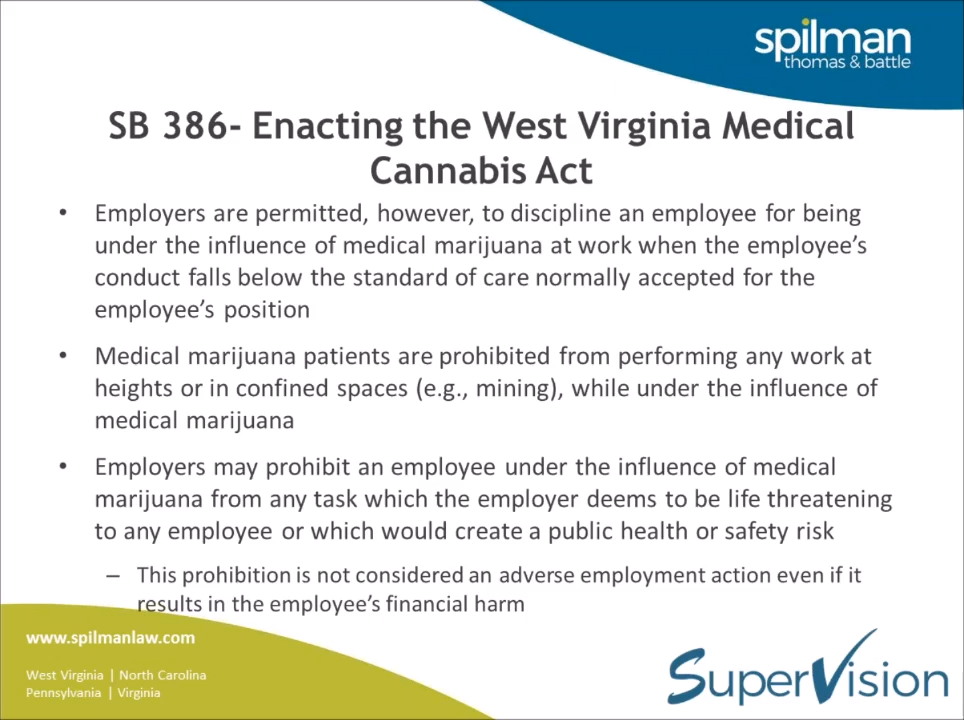 spilman
thomas & battle
SB 386- Enacting the West Virginia Medical
Cannabis Act
• Employers are permitted, however, to discipline an employee for being
under the influence of medical marijuana at work when the employee’s
conduct falls below the standard of care normally accepted for the
employee’s position
• Medical marijuana patients are prohibited from performing any work at
heights or in confined spaces (e.g., mining), while under the influence of
medical marijuana
• Employers may prohibit an employee under the influence of medical
marijuana from any task which the employer deems to be life threatening
to any employee or which would create a public health or safety risk
– This prohibition is not considered an adverse employment action even if it
results in the employee’s financial harm
www.spilmanlaw.com
West Virginia | North Carolina
Pennsylvania | Virginia
SuperVision